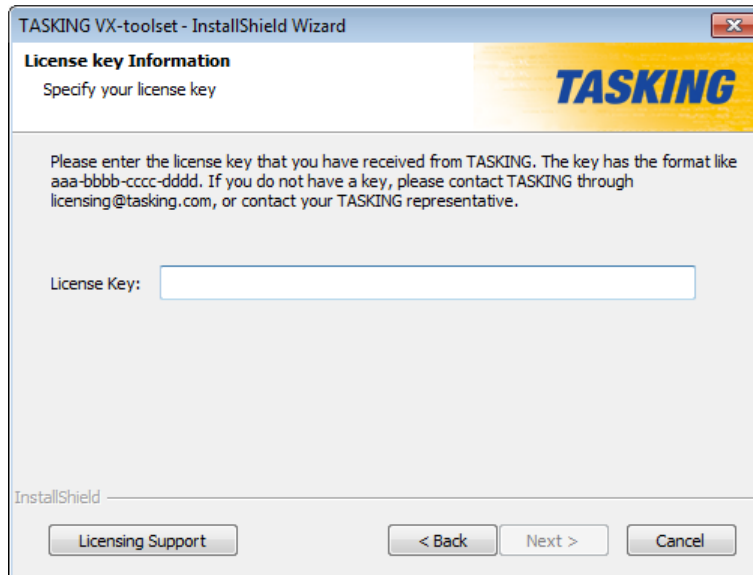 TASKING VX-toolset - InstallShield Wizard
License key Information
Specify your license key
TASKING
Please enter the license key that you have received from TASKING. The key has the format like
aaa-bbbb-cccc-dddd. If you do not have a key, please contact TASKING through
licensing@tasking.com, or contact your TASKING representative.
License Key:
InstallShield
Licensing Support
< Back
Next >
Cancel